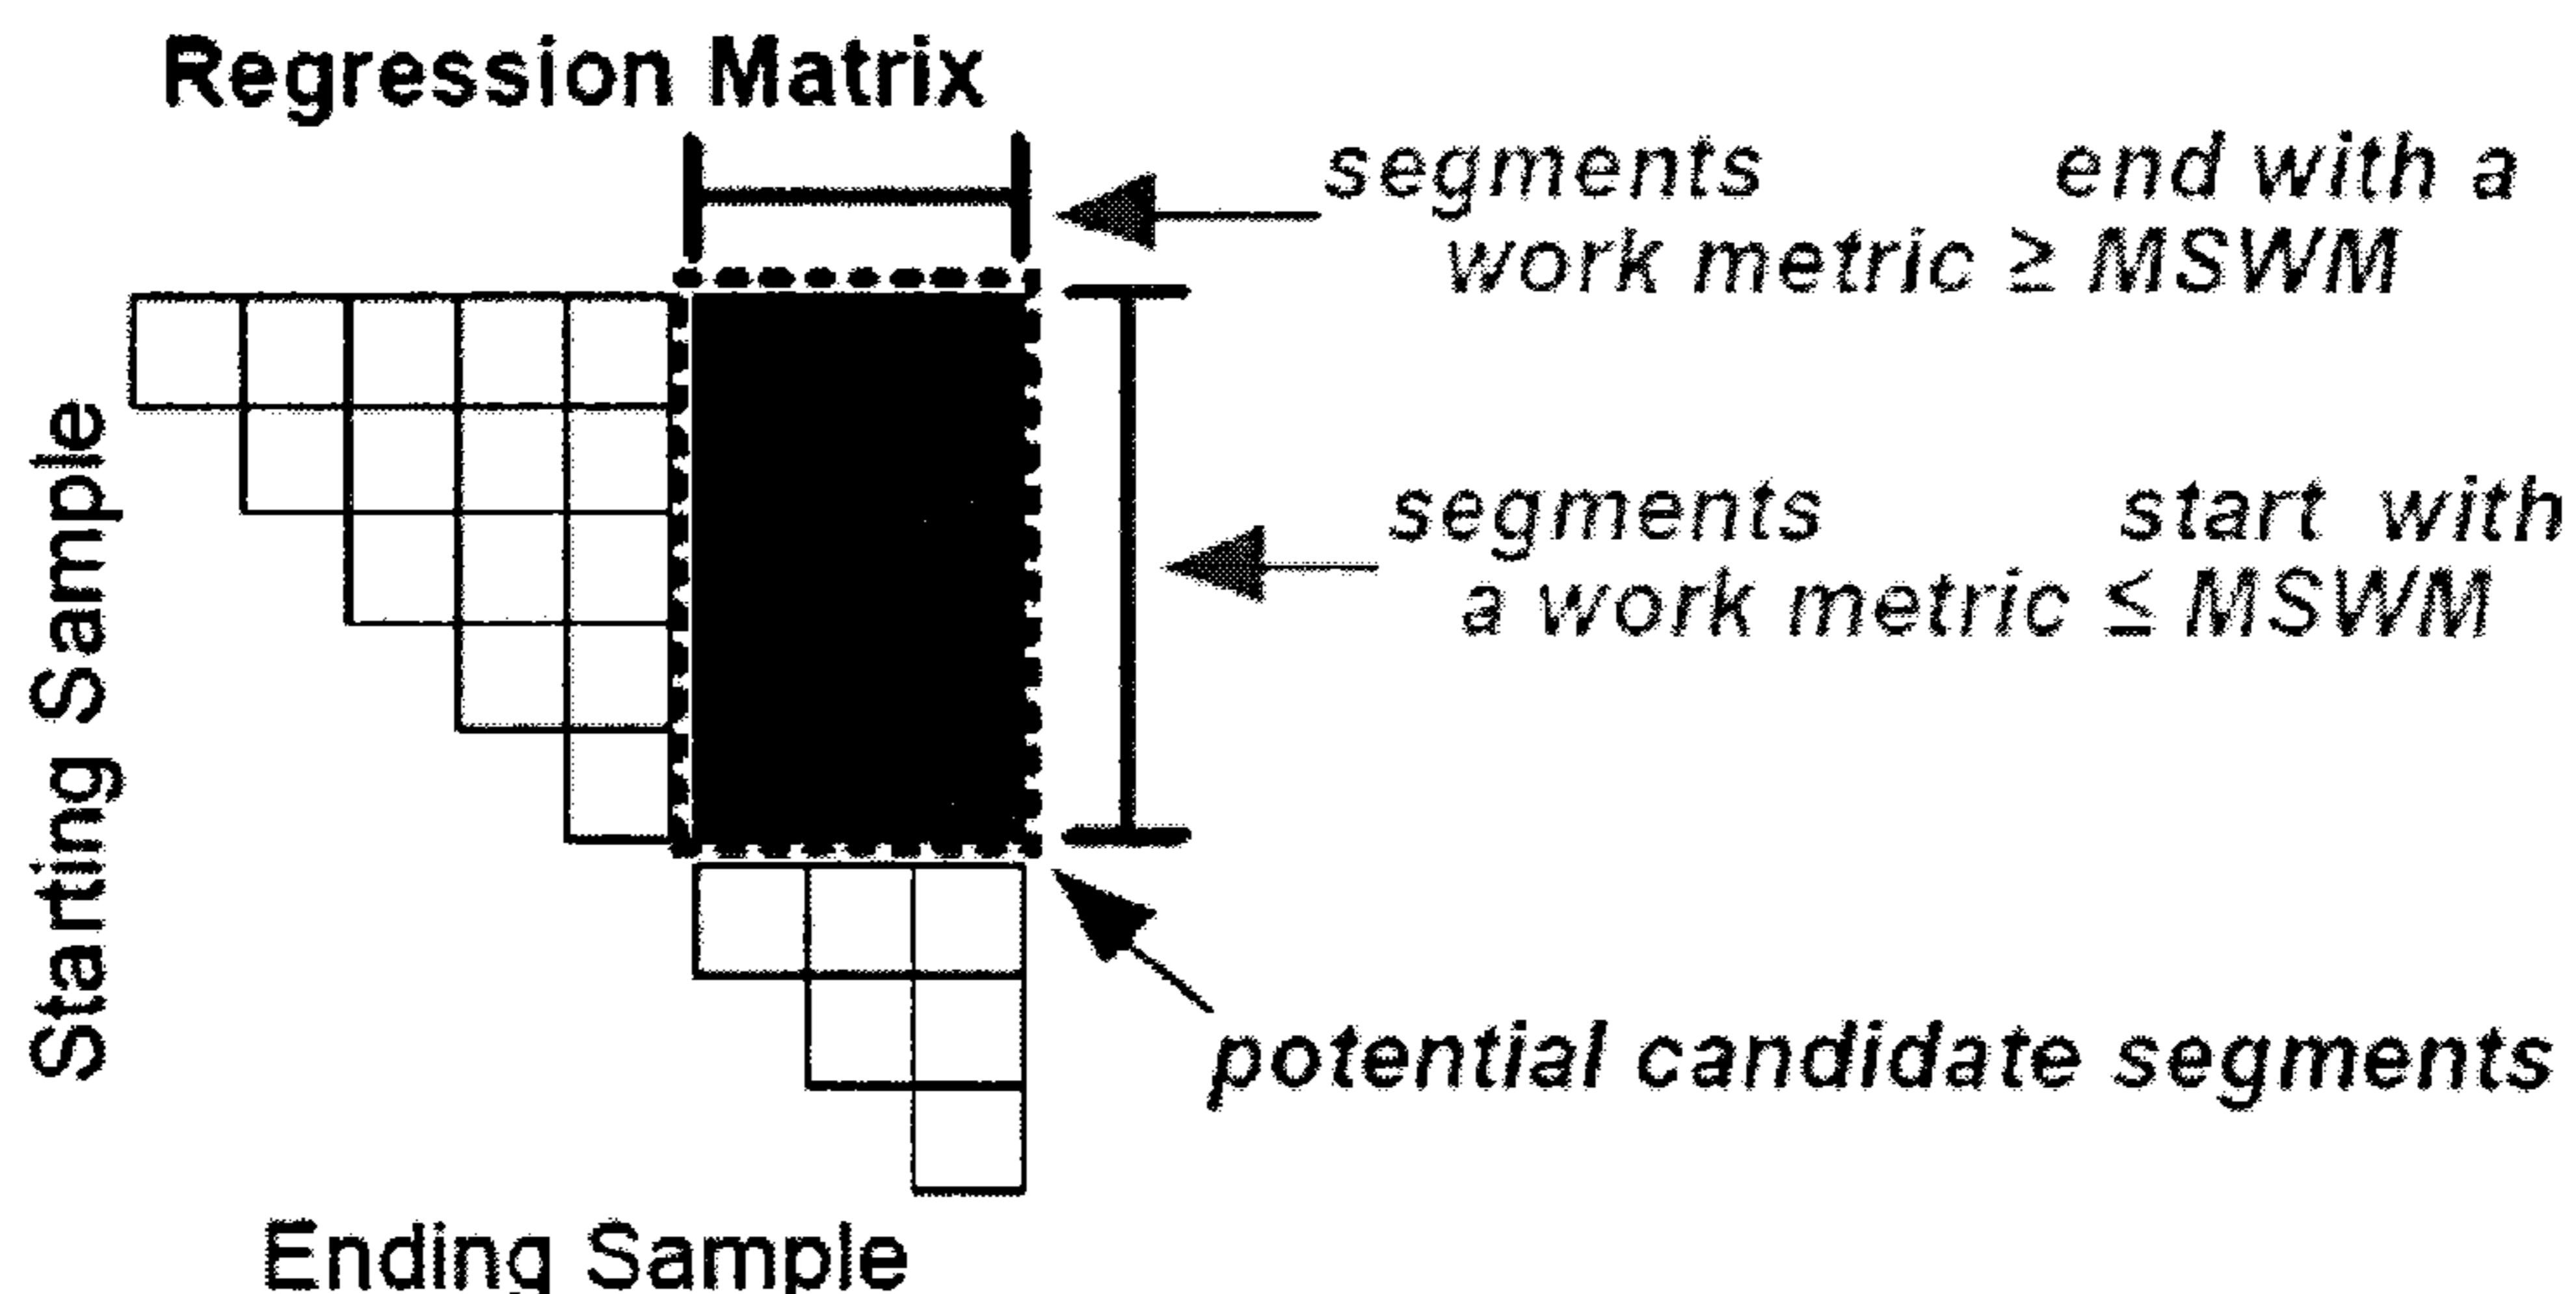 Regression Matrix
segments end with a
work metric ≥ MSWM
Starting Sample
segments start with
a work metric ≤ MSWM
potential candidate segments
Ending Sample